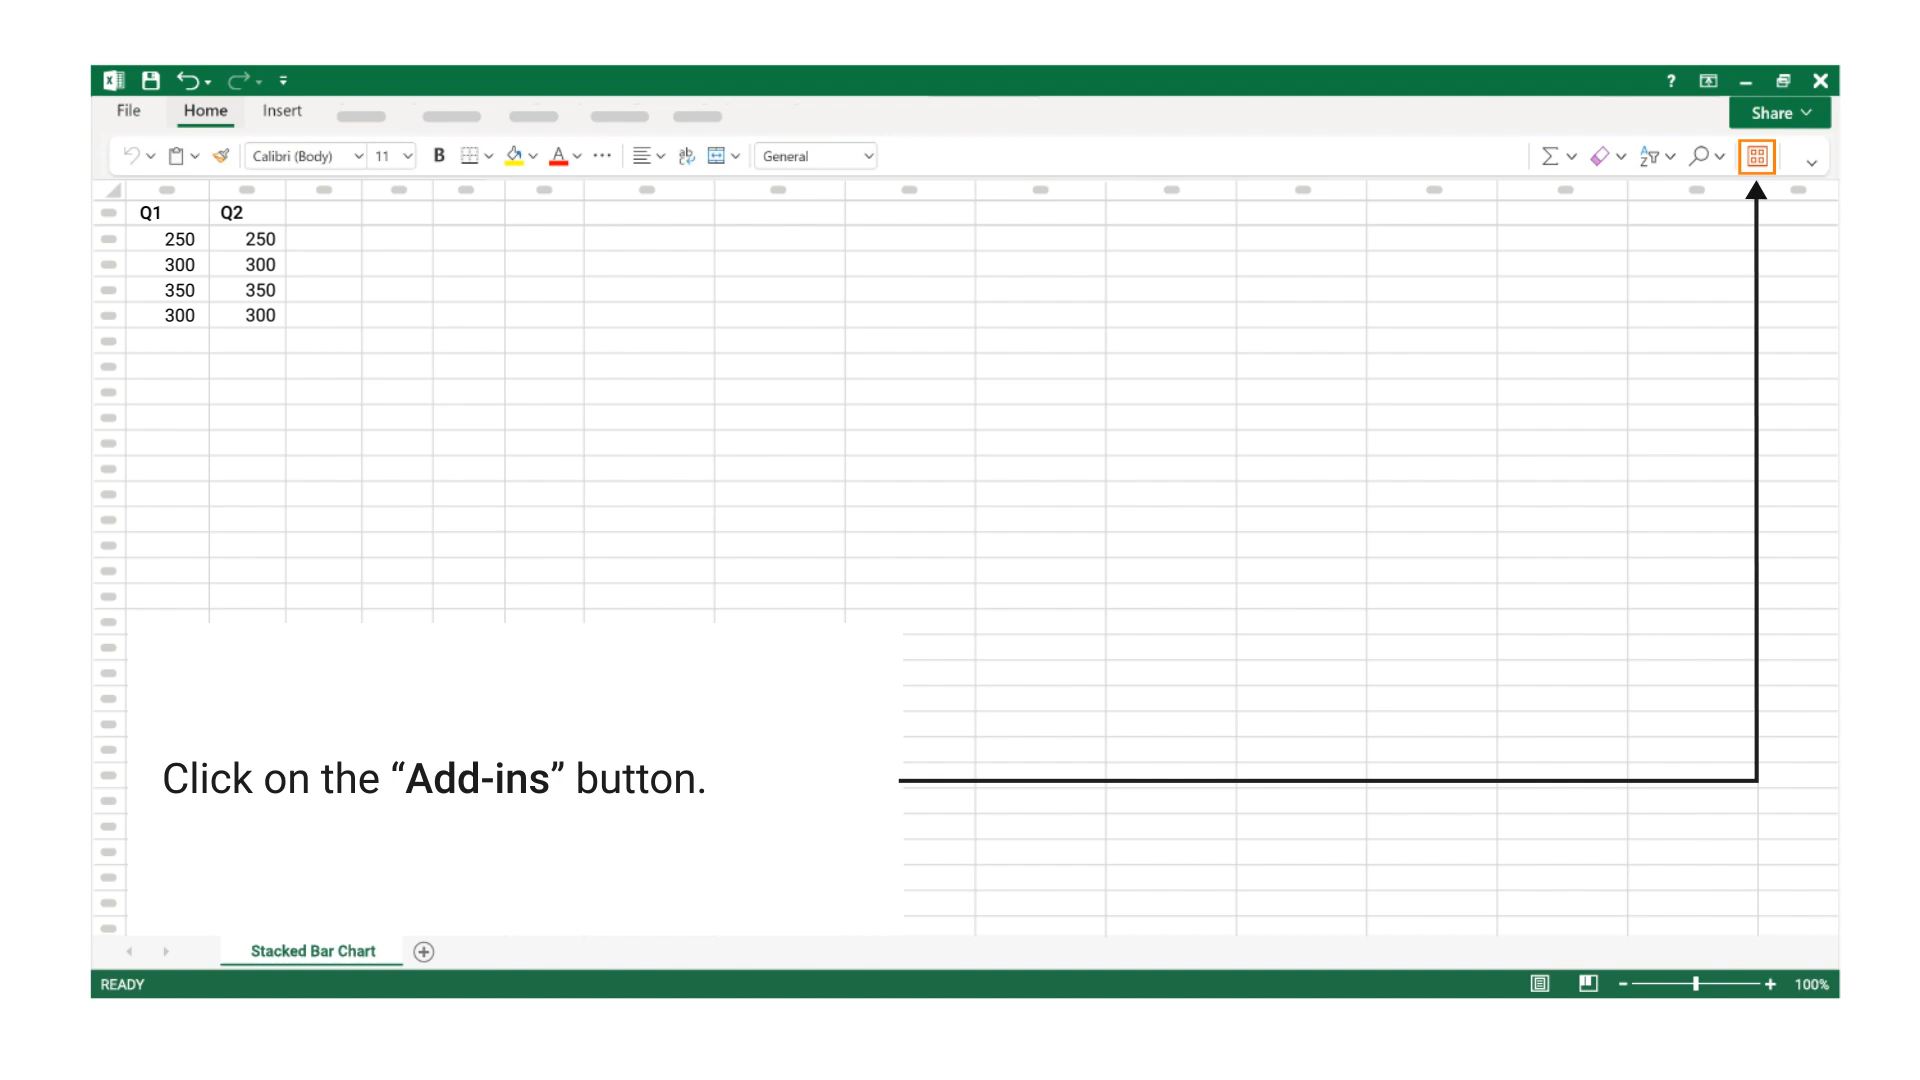 File Home Insert Share
Calibri (Body) 11 B A ab c General A Z
Q1 Q2
250 250
300 300
350 350
300 300
Click on the “Add-ins” button.
Stacked Bar Chart
READY 100%